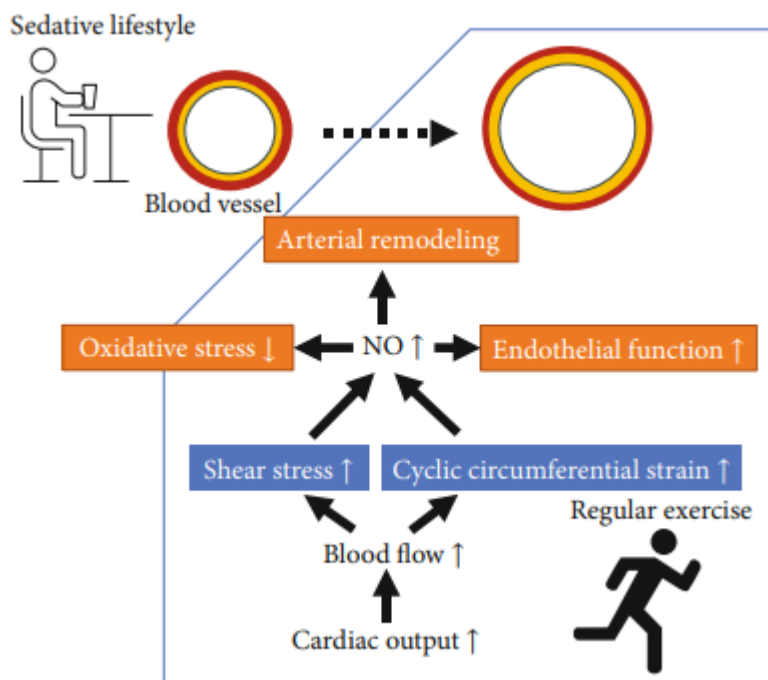 Sedative lifestyle
Blood vessel
Arterial remodeling
Oxidative stress ↓
NO ↑
Endothelial function ↑
Shear stress ↑
Cyclic circumferential strain ↑
Regular exercise
Blood flow ↑
Cardiac output ↑